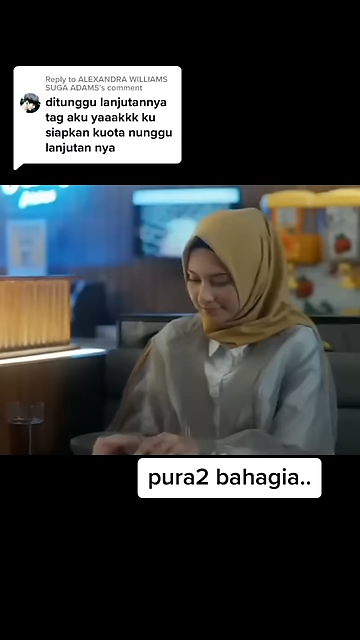 Reply to ALEXANDRA WILLIAMS
SUGA ADAMS's comment
ditunggu lanjutannya
tag aku yaaakkk ku
siapkan kuota nunggu
lanjutan nya
pura2 bahagia..